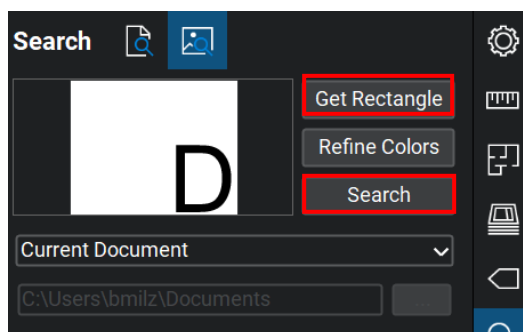 Search
D
Get Rectangle
Refine Colors
Search
Current Document
C:\Users\bmilz\Documents
...